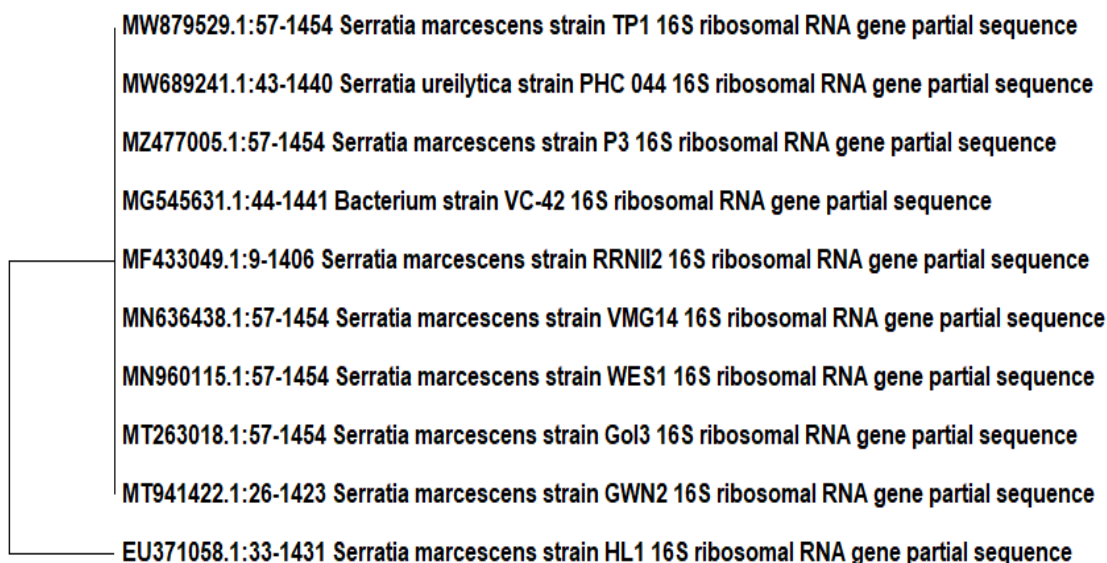 MW879529.1:57-1454 Serratia marcescens strain TP1 16S ribosomal RNA gene partial sequence
MW689241.1:43-1440 Serratia ureilytica strain PHC 044 16S ribosomal RNA gene partial sequence
MZ477005.1:57-1454 Serratia marcescens strain P3 16S ribosomal RNA gene partial sequence
MG545631.1:44-1441 Bacterium strain VC-42 16S ribosomal RNA gene partial sequence
MF433049.1:9-1406 Serratia marcescens strain RRNII2 16S ribosomal RNA gene partial sequence
MN636438.1:57-1454 Serratia marcescens strain VMG14 16S ribosomal RNA gene partial sequence
MN960115.1:57-1454 Serratia marcescens strain WES1 16S ribosomal RNA gene partial sequence
MT263018.1:57-1454 Serratia marcescens strain Gol3 16S ribosomal RNA gene partial sequence
MT941422.1:26-1423 Serratia marcescens strain GWN2 16S ribosomal RNA gene partial sequence
EU371058.1:33-1431 Serratia marcescens strain HL1 16S ribosomal RNA gene partial sequence